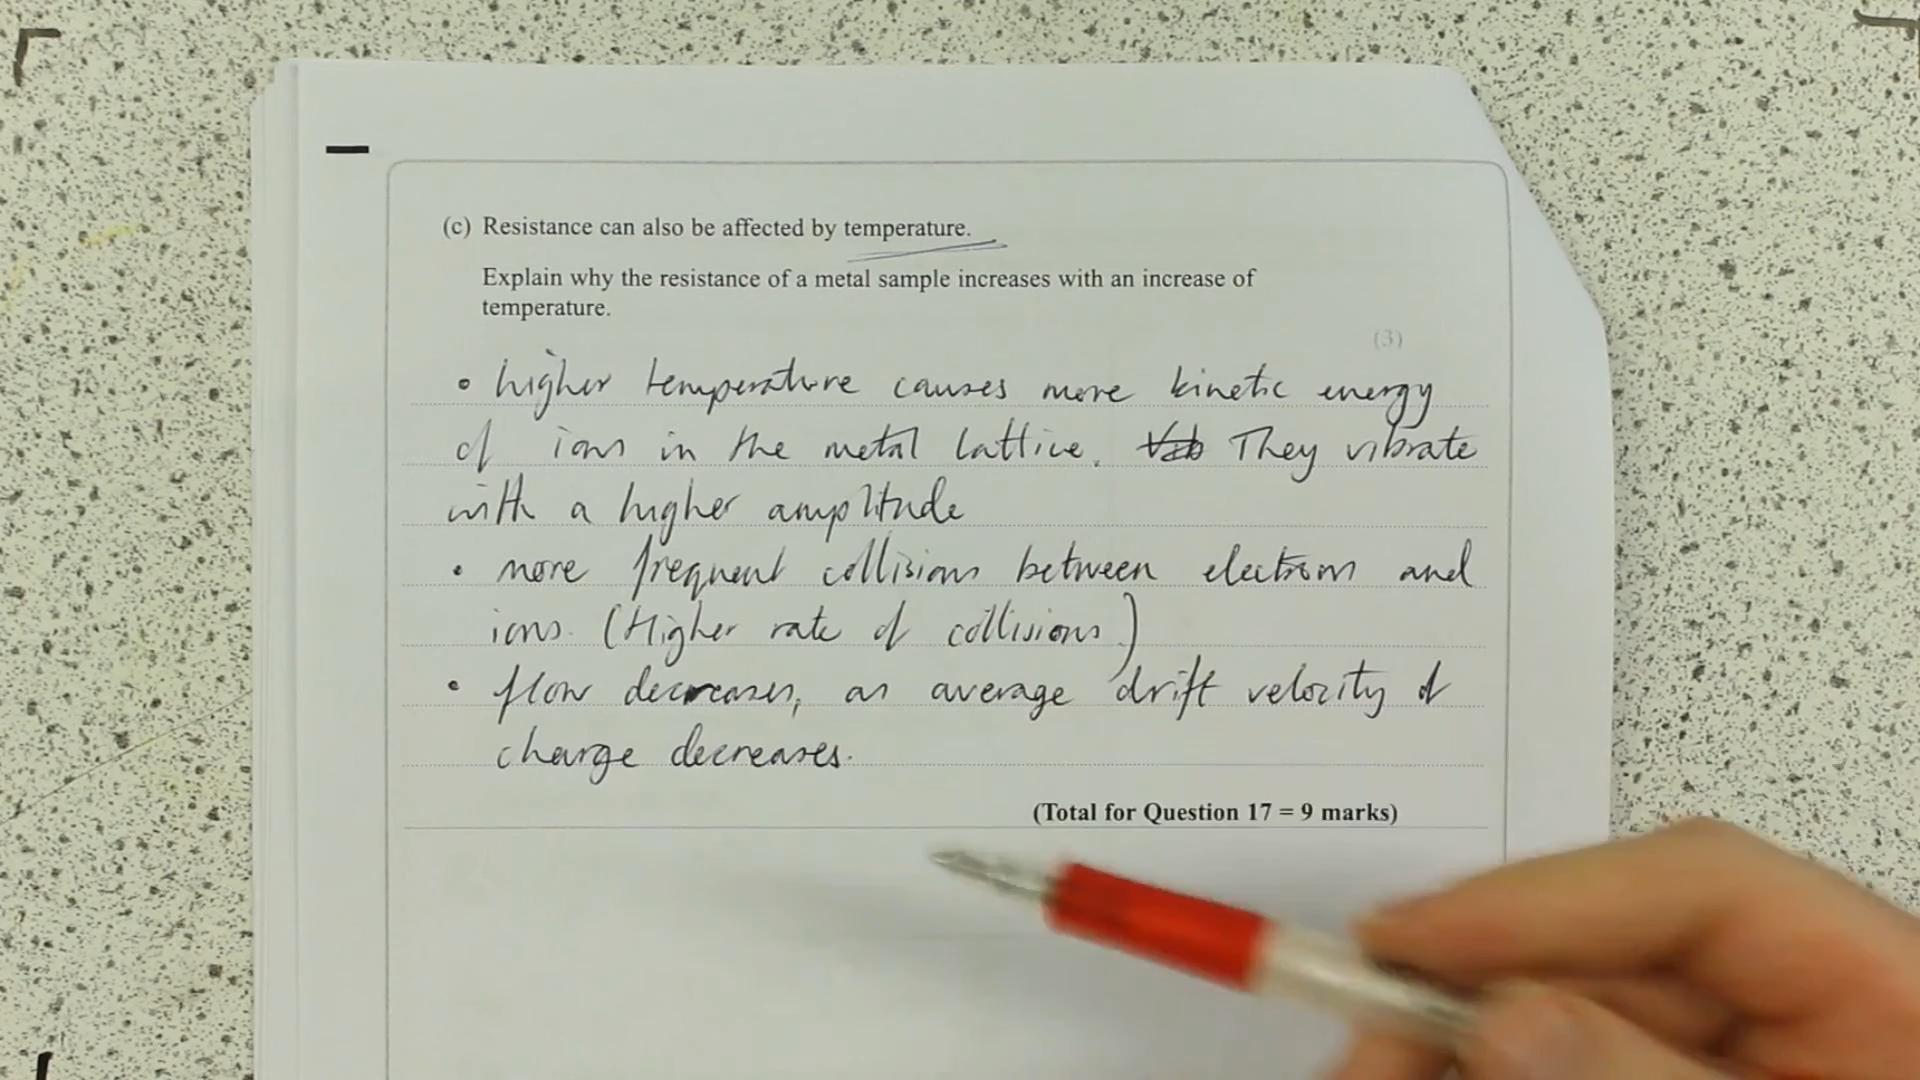 (c) Resistance can also be affected by temperature.
Explain why the resistance of a metal sample increases with an increase of
temperature.
(3)
• higher temperature causes more kinetic energy
of ions in the metal lattice. They vibrate
with a higher amplitude
• more frequent collisions between electrons and
ions. (Higher rate of collisions)
• flow decreases, as average drift velocity of
charge decreases.
(Total for Question 17 = 9 marks)